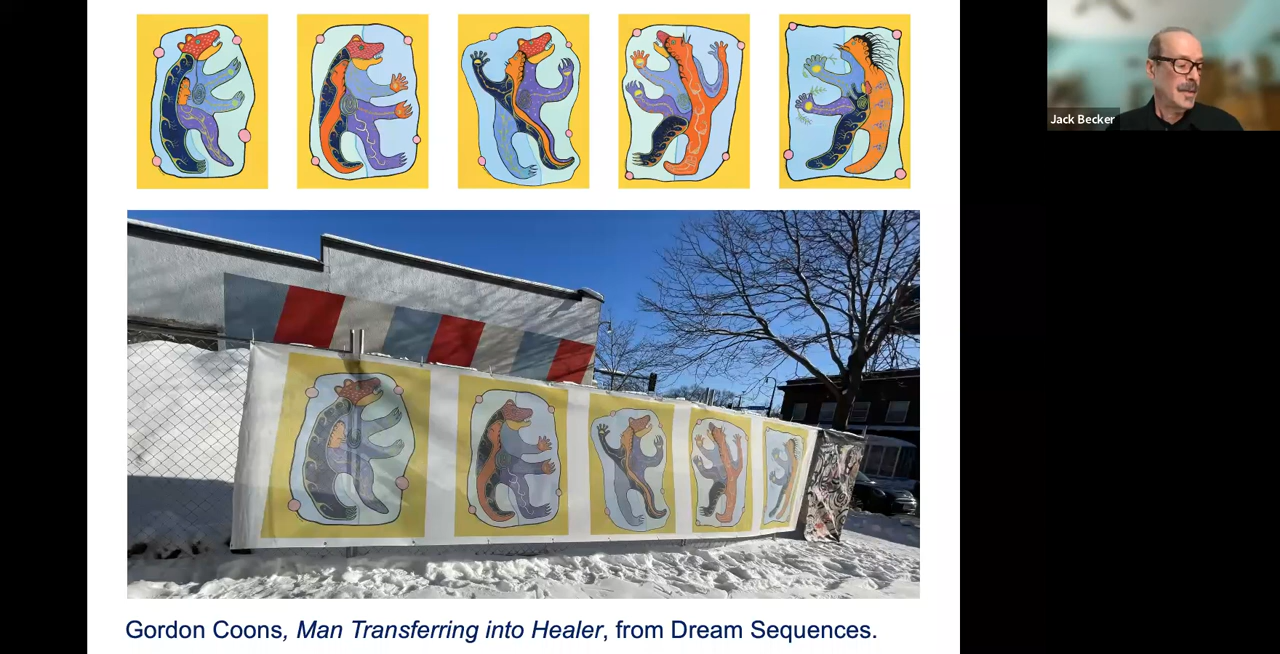 Jack Becker
Gordon Coons, Man Transferring into Healer, from Dream Sequences.